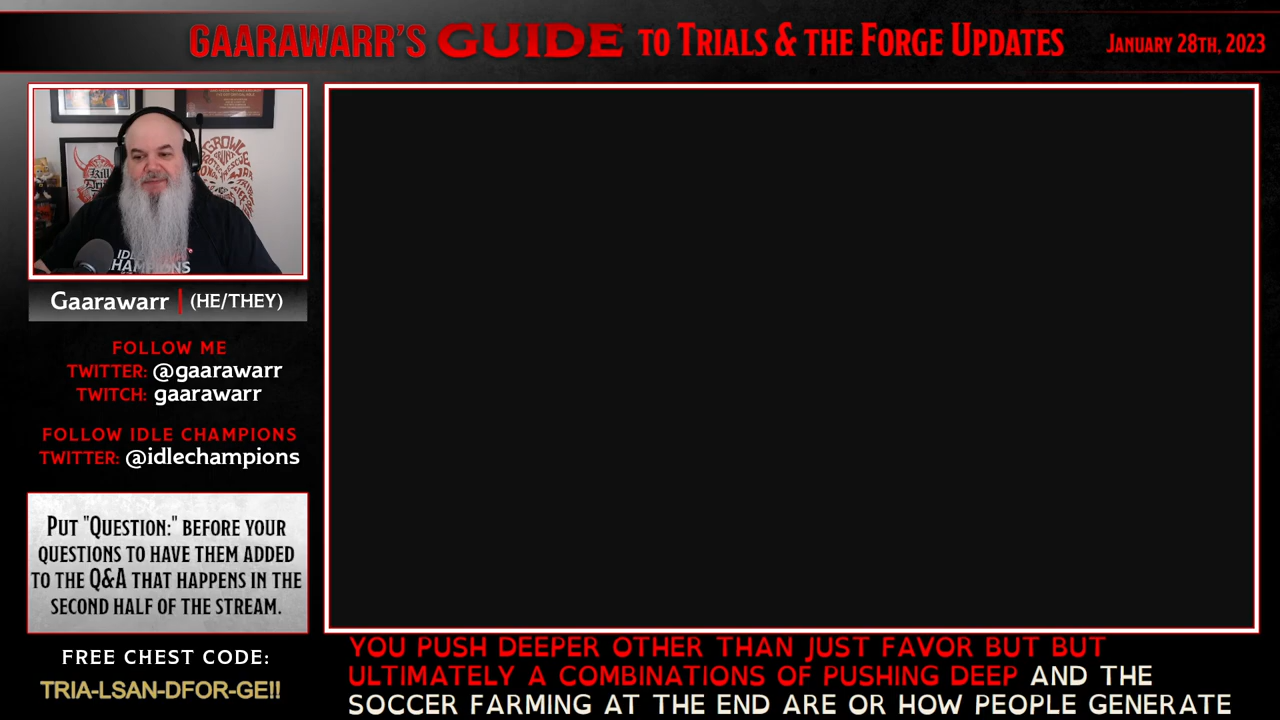 GAARAWARR'S GUIDE TO TRIALS & THE FORGE UPDATES
JANUARY 28TH, 2023
IDLE
CHAMPIONS
Gaarawarr | (HE/THEY)
FOLLOW ME
TWITTER: @gaarawarr
TWITCH: gaarawarr
FOLLOW IDLE CHAMPIONS
TWITTER: @idlechampions
PUT "QUESTION:" BEFORE YOUR
QUESTIONS TO HAVE THEM ADDED
TO THE Q&A THAT HAPPENS IN THE
SECOND HALF OF THE STREAM.
FREE CHEST CODE:
TRIA-LSAN-DFOR-GE!!
YOU PUSH DEEPER OTHER THAN JUST FAVOR BUT BUT
ULTIMATELY A COMBINATIONS OF PUSHING DEEP AND THE
SOCCER FARMING AT THE END ARE OR HOW PEOPLE GENERATE